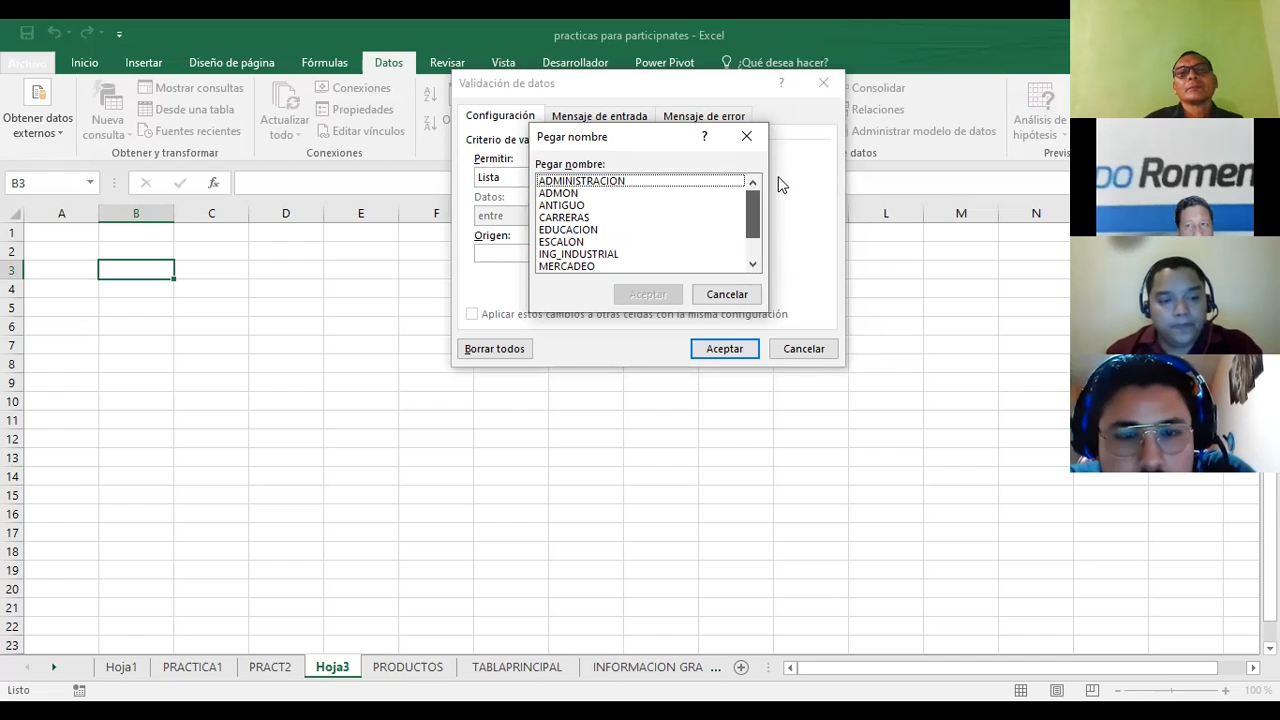 practicas para participnates - Excel
Archivo Inicio Insertar Diseño de página Fórmulas Datos Revisar Vista Desarrollador Power Pivot ¿Qué desea hacer?
Obtener datos externos
Nueva consulta
Mostrar consultas
Desde una tabla
Fuentes recientes
Obtener y transformar
Actualizar todo
Conexiones
Propiedades
Editar vínculos
Conexiones
Consolidar
Relaciones
Administrar modelo de datos
datos
Análisis de hipótesis
Previs
Validación de datos
Configuración Mensaje de entrada Mensaje de error
Criterio de va
Permitir:
Lista
Datos:
entre
Origen:
Aplicar estos cambios a otras celdas con la misma configuración
Borrar todos Aceptar Cancelar
Pegar nombre
Pegar nombre:
ADMINISTRACION
ADMON
ANTIGUO
CARRERAS
EDUCACION
ESCALON
ING_INDUSTRIAL
MERCADEO
Aceptar Cancelar
B3
A B C D E F L M N
1
2
3
4
5
6
7
8
9
10
11
12
13
14
15
16
17
18
19
20
21
22
23
Hoja1 PRACTICA1 PRACT2 Hoja3 PRODUCTOS TABLAPRINCIPAL INFORMACION GRA ...
Listo
100 %
po Romen